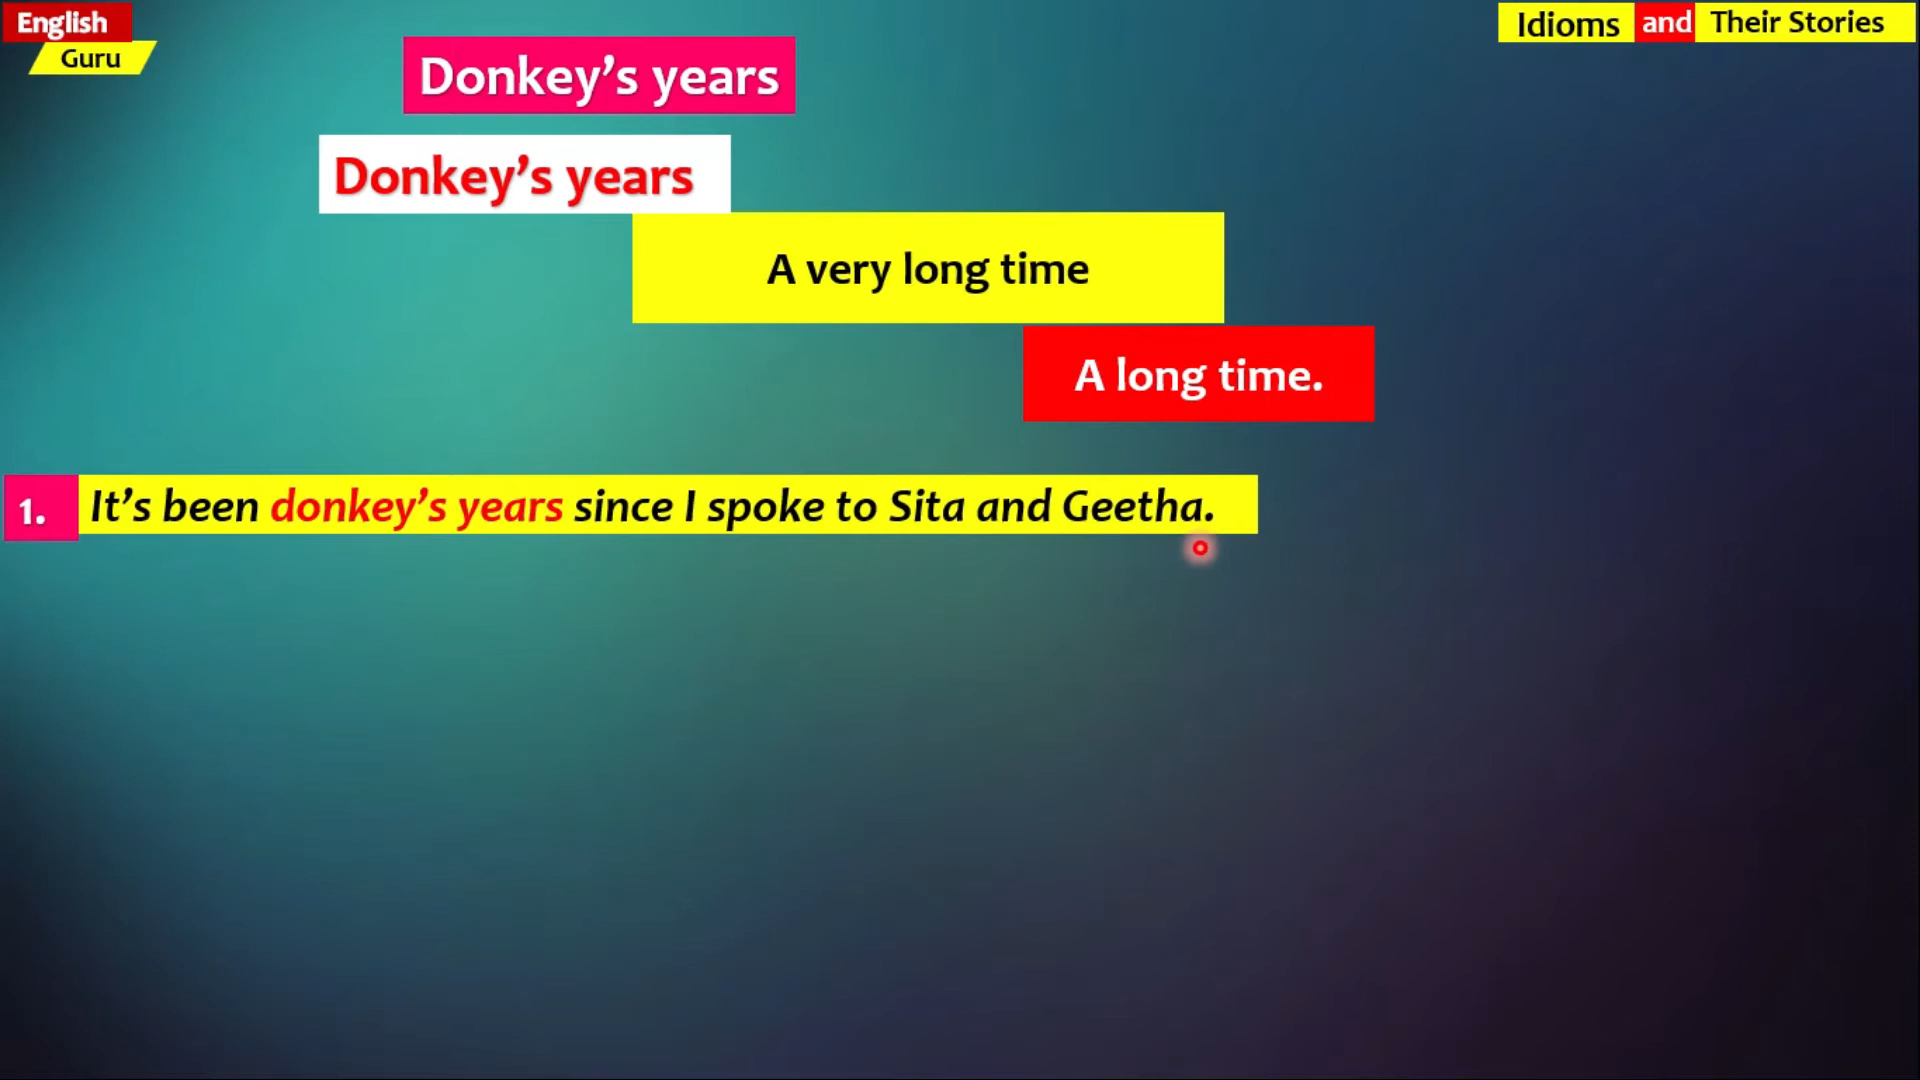 English
Guru
Idioms and Their Stories
Donkey’s years
Donkey’s years
A very long time
A long time.
1. It’s been donkey’s years since I spoke to Sita and Geetha.